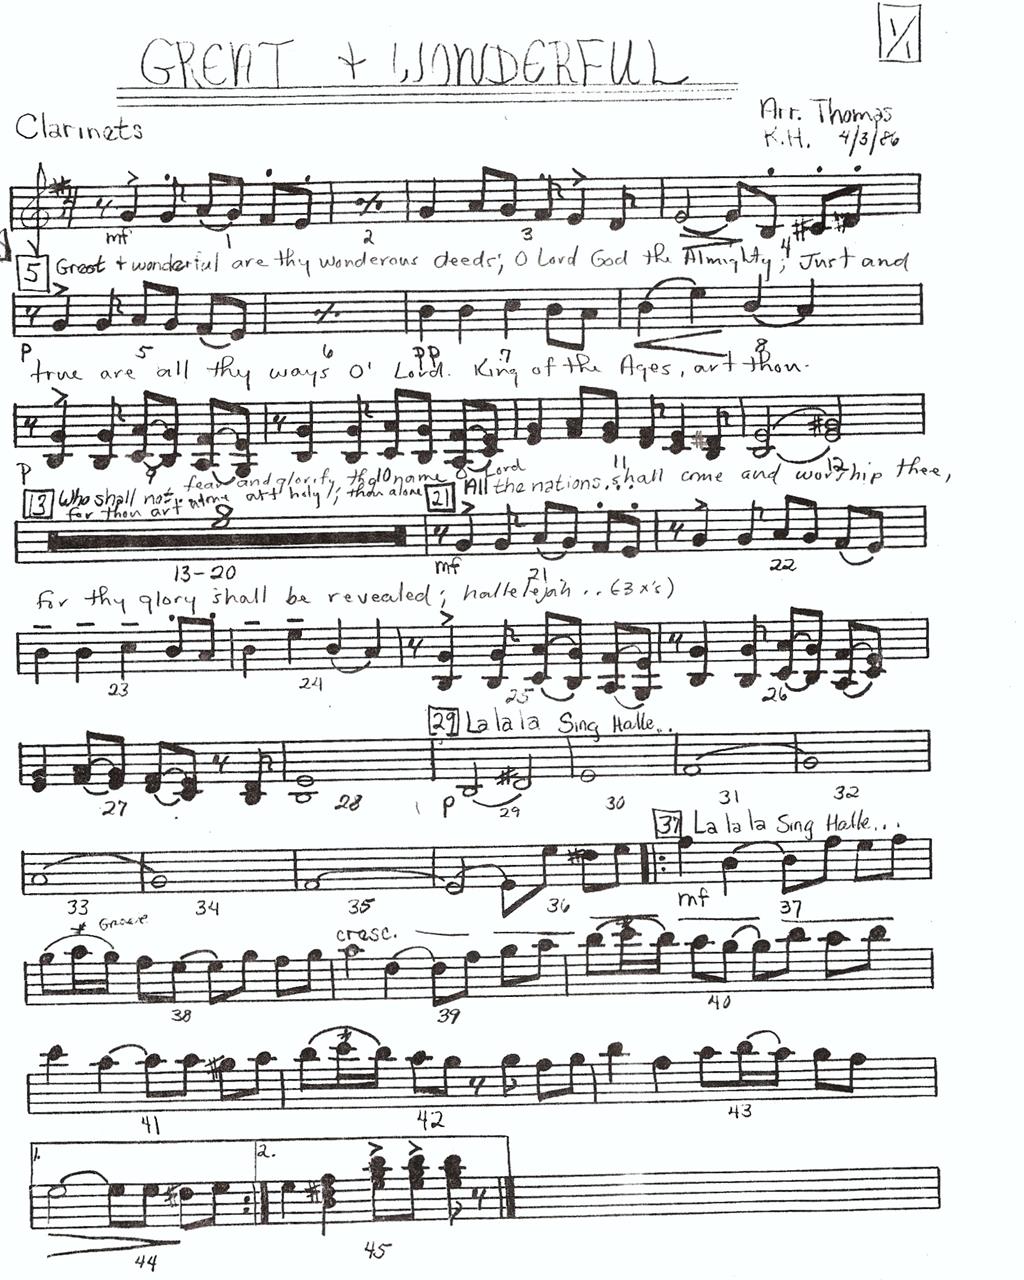 1/1
GREAT + WONDERFUL
Clarinets
Arr. Thomas
K.H. 4/3/86
mf 1 2 3 4
5 Great + wonderful are thy wonderous deeds; O Lord God the Almighty; Just and
p 5 6 pp 7 8
true are all thy ways O' Lord. King of the Ages, art thou.
p 9 10 11 12
13 Who shall not fear and glorify thy name O Lord
for thou art alone art holy; thou alone
21 All the nations shall come and worship thee,
8
13-20 mf 21 22
for thy glory shall be revealed; hallelejah ... (3x's)
23 24 25 26
29 La la la Sing Halle...
27 28 p 29 30 31 32
37 La la la Sing Halle...
33 34 35 36 mf 37
* Groove cresc.
38 39 40
41 42 43
1. 2.
44 45